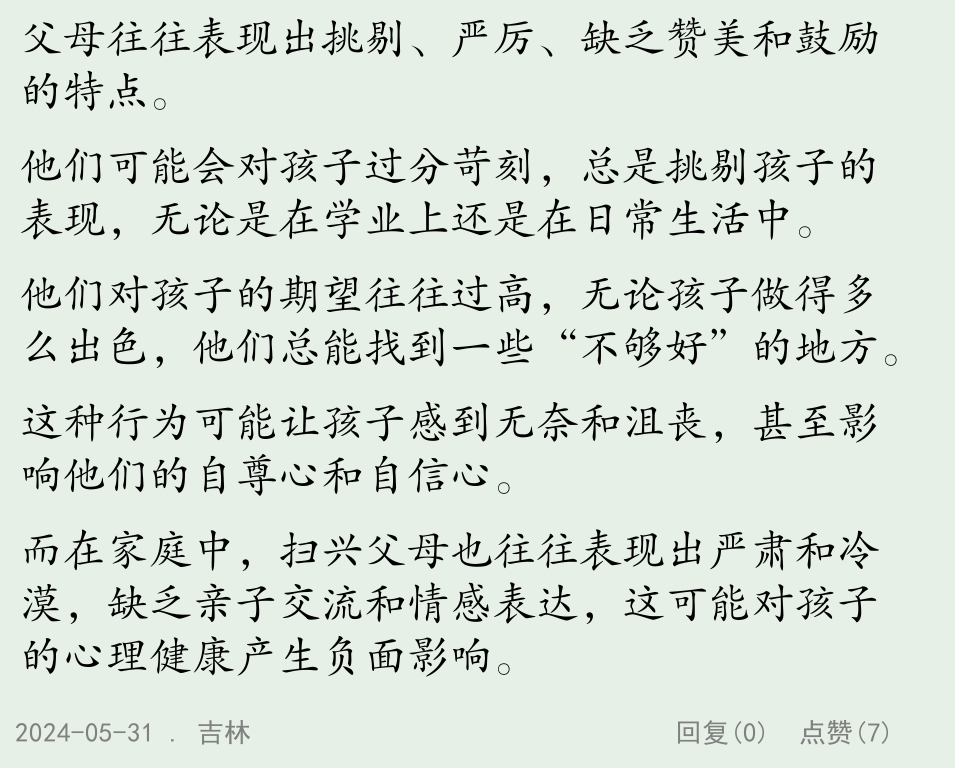 父母往往表现出挑剔、严厉、缺乏赞美和鼓励
的特点。
他们可能会对孩子过分苛刻，总是挑剔孩子的
表现，无论是在学业上还是在日常生活中。
他们对孩子的期望往往过高，无论孩子做得多
么出色，他们总能找到一些“不够好”的地方。
这种行为可能让孩子感到无奈和沮丧，甚至影
响他们的自尊心和自信心。
而在家庭中，扫兴父母也往往表现出严肃和冷
漠，缺乏亲子交流和情感表达，这可能对孩子
的心理健康产生负面影响。
2024-05-31 . 吉林 回复(0) 点赞(7)